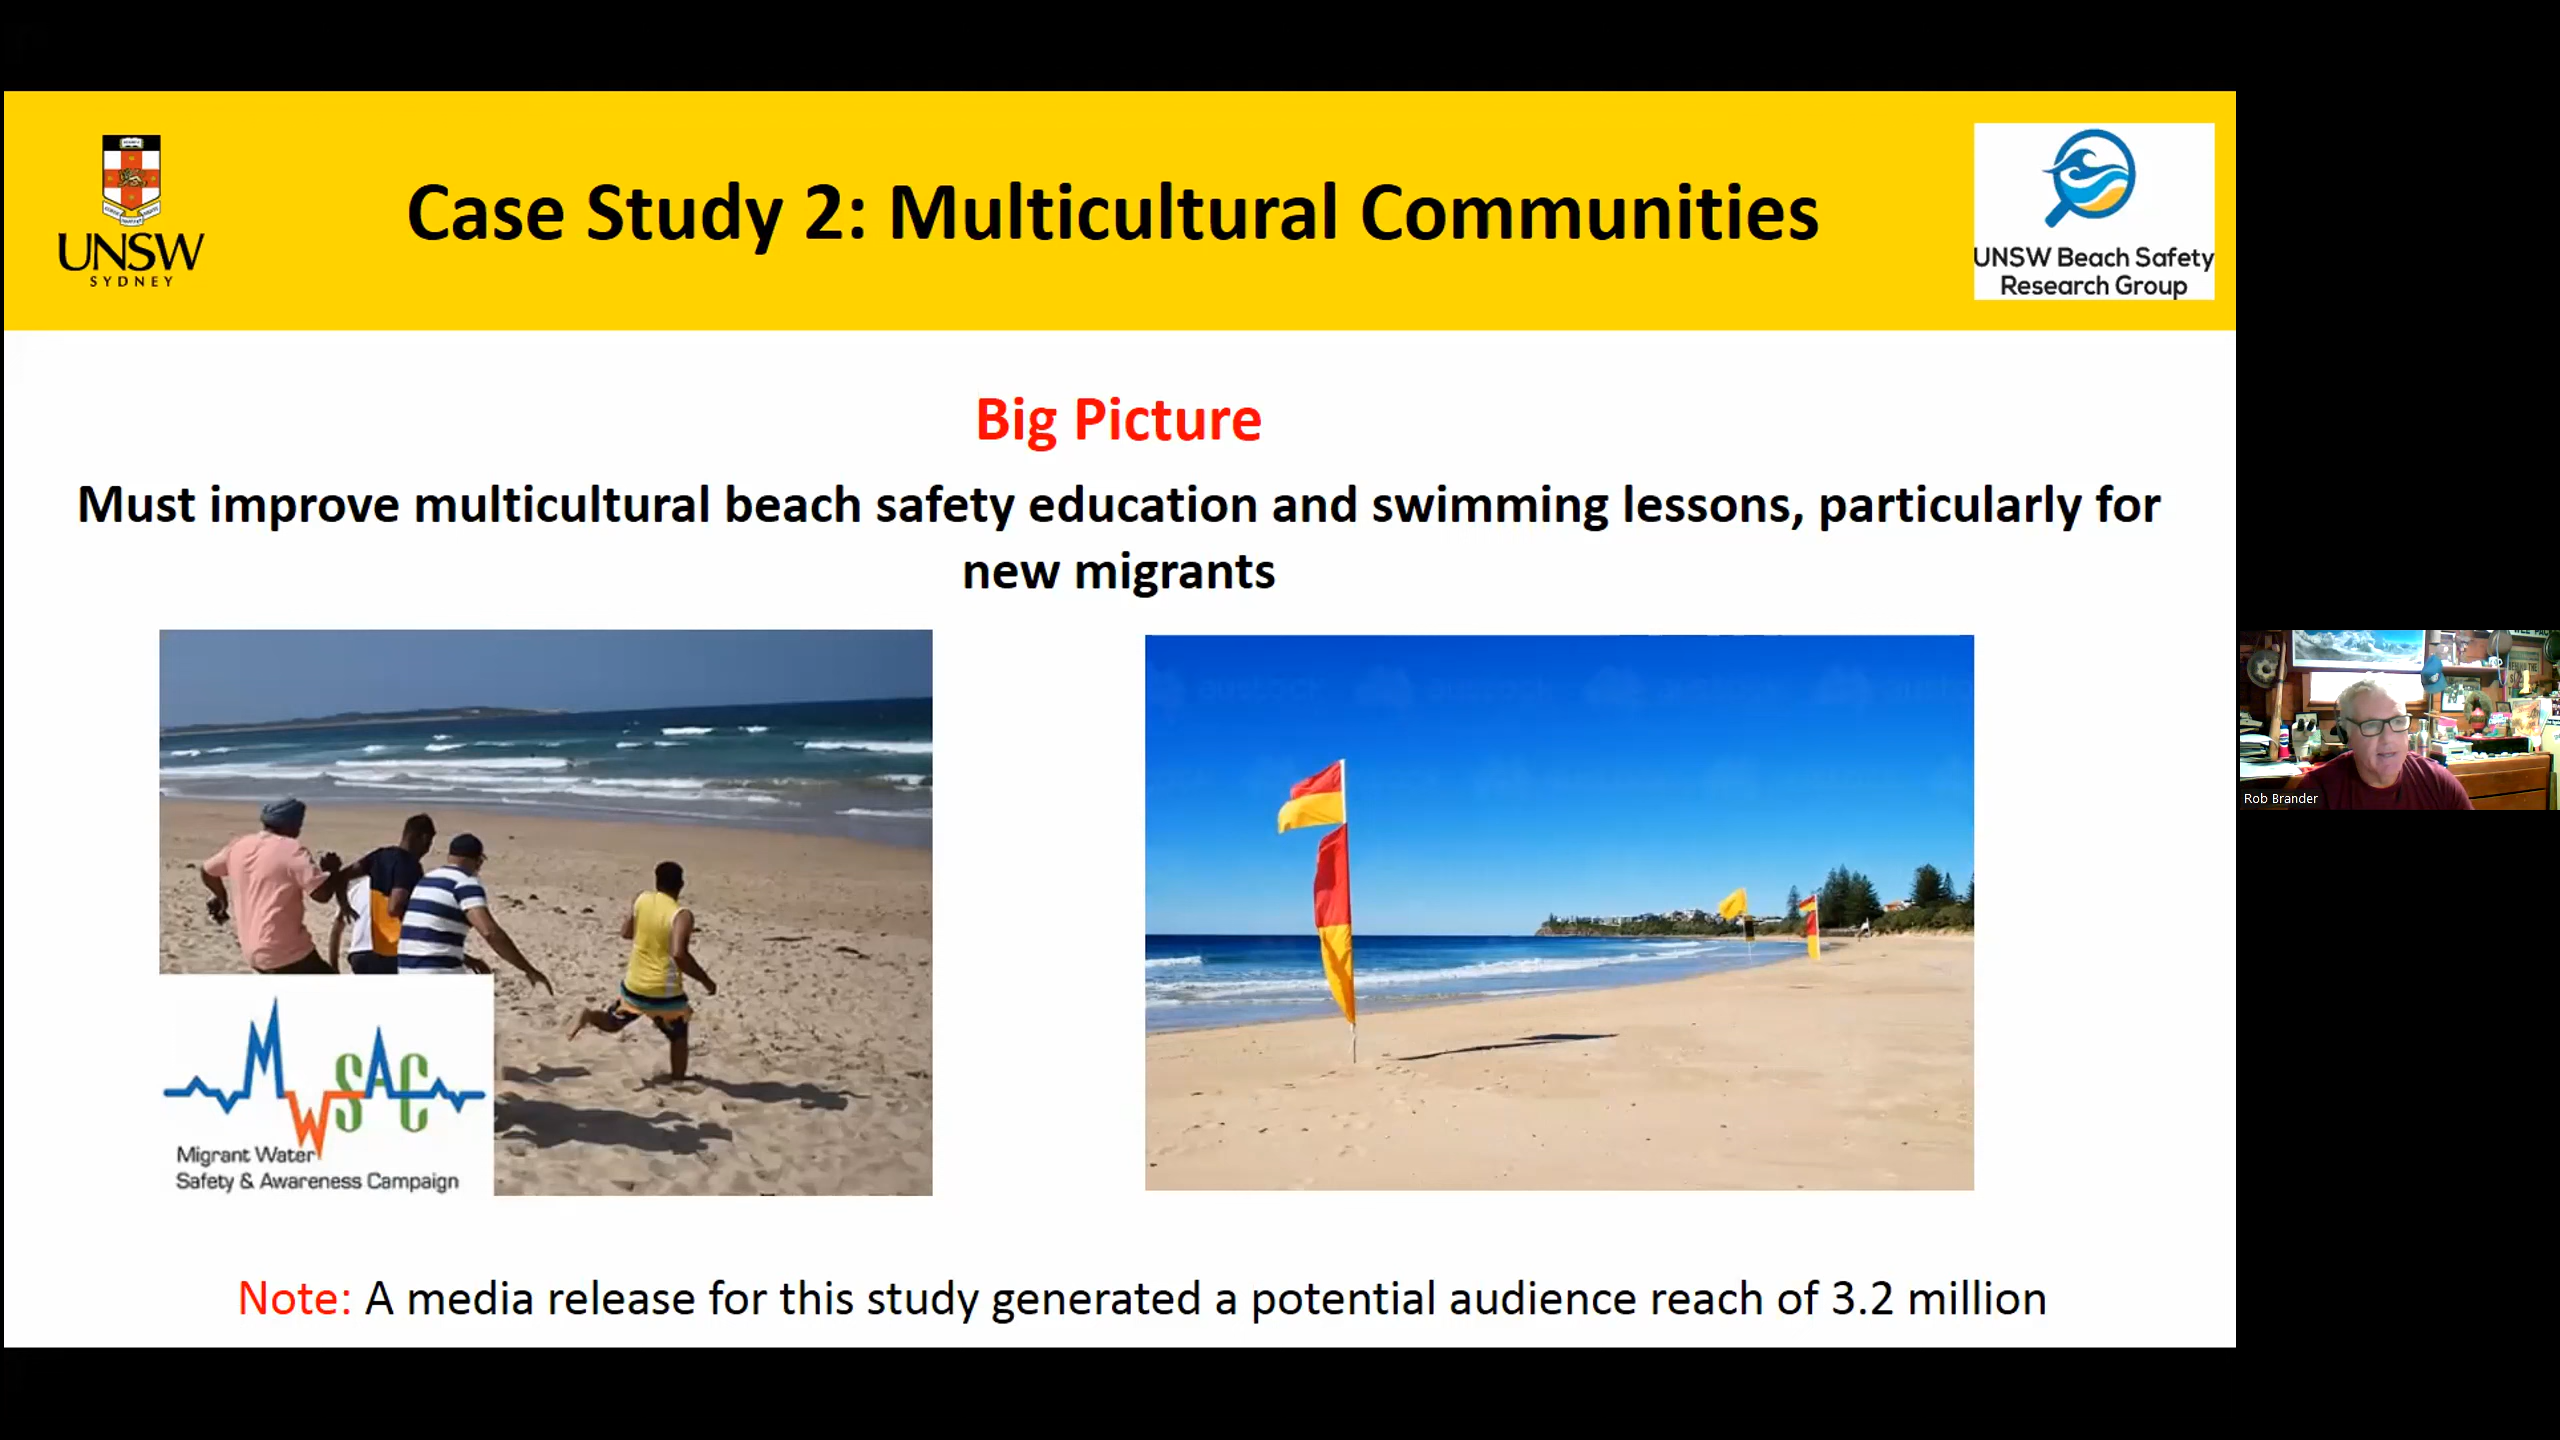 UNSW
SYDNEY
Case Study 2: Multicultural Communities
UNSW Beach Safety
Research Group
Big Picture
Must improve multicultural beach safety education and swimming lessons, particularly for
new migrants
MWSAC
Migrant Water
Safety & Awareness Campaign
Rob Brander
Note: A media release for this study generated a potential audience reach of 3.2 million